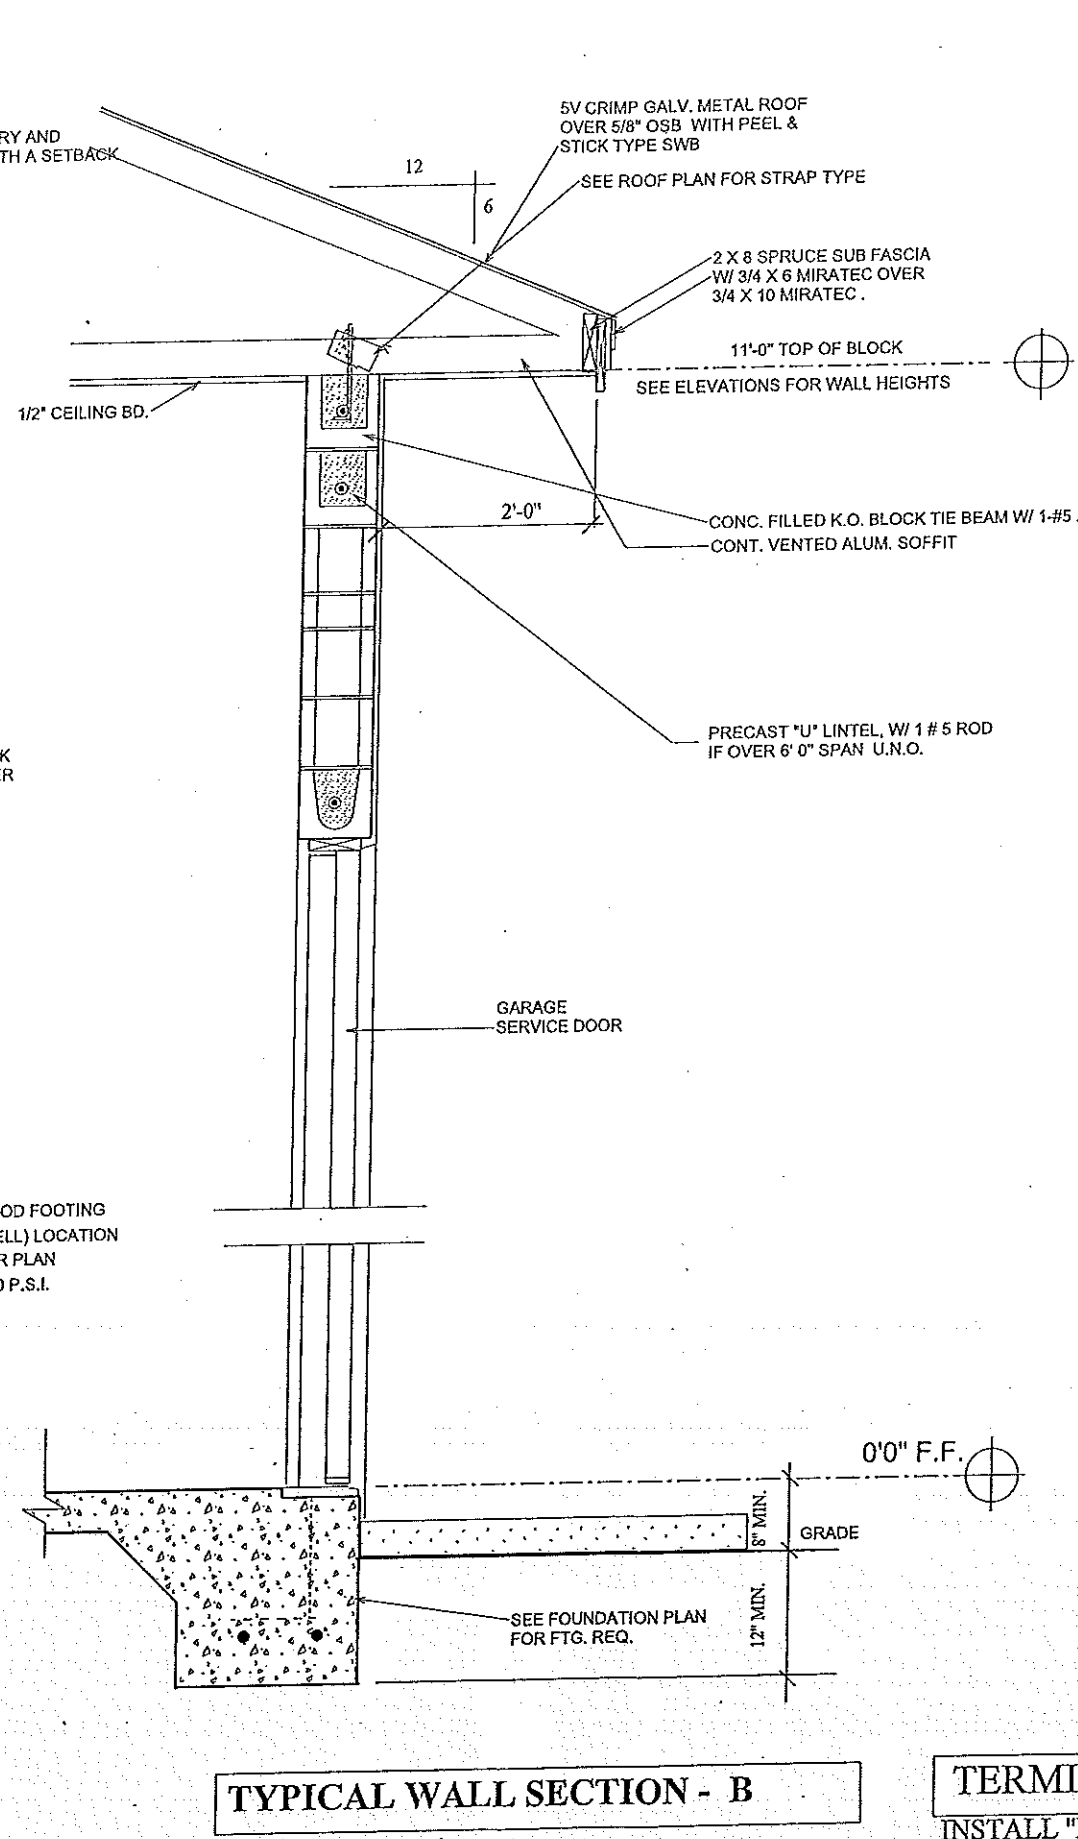 5V CRIMP GALV. METAL ROOF
OVER 5/8" OSB WITH PEEL &
STICK TYPE SWB
RY AND
TH A SETBACK
12
6
SEE ROOF PLAN FOR STRAP TYPE
2 X 8 SPRUCE SUB FASCIA
W/ 3/4 X 6 MIRATEC OVER
3/4 X 10 MIRATEC .
11'-0" TOP OF BLOCK
SEE ELEVATIONS FOR WALL HEIGHTS
1/2" CEILING BD.
2'-0"
CONC. FILLED K.O. BLOCK TIE BEAM W/ 1-#5 .
CONT. VENTED ALUM. SOFFIT
PRECAST "U" LINTEL, W/ 1 # 5 ROD
IF OVER 6' 0" SPAN U.N.O.
K
ER
GARAGE
SERVICE DOOR
OD FOOTING
ELL) LOCATION
R PLAN
0 P.S.I.
0'0" F.F.
8" MIN.
GRADE
12" MIN.
SEE FOUNDATION PLAN
FOR FTG. REQ.
TYPICAL WALL SECTION - B
TERMI
INSTALL "